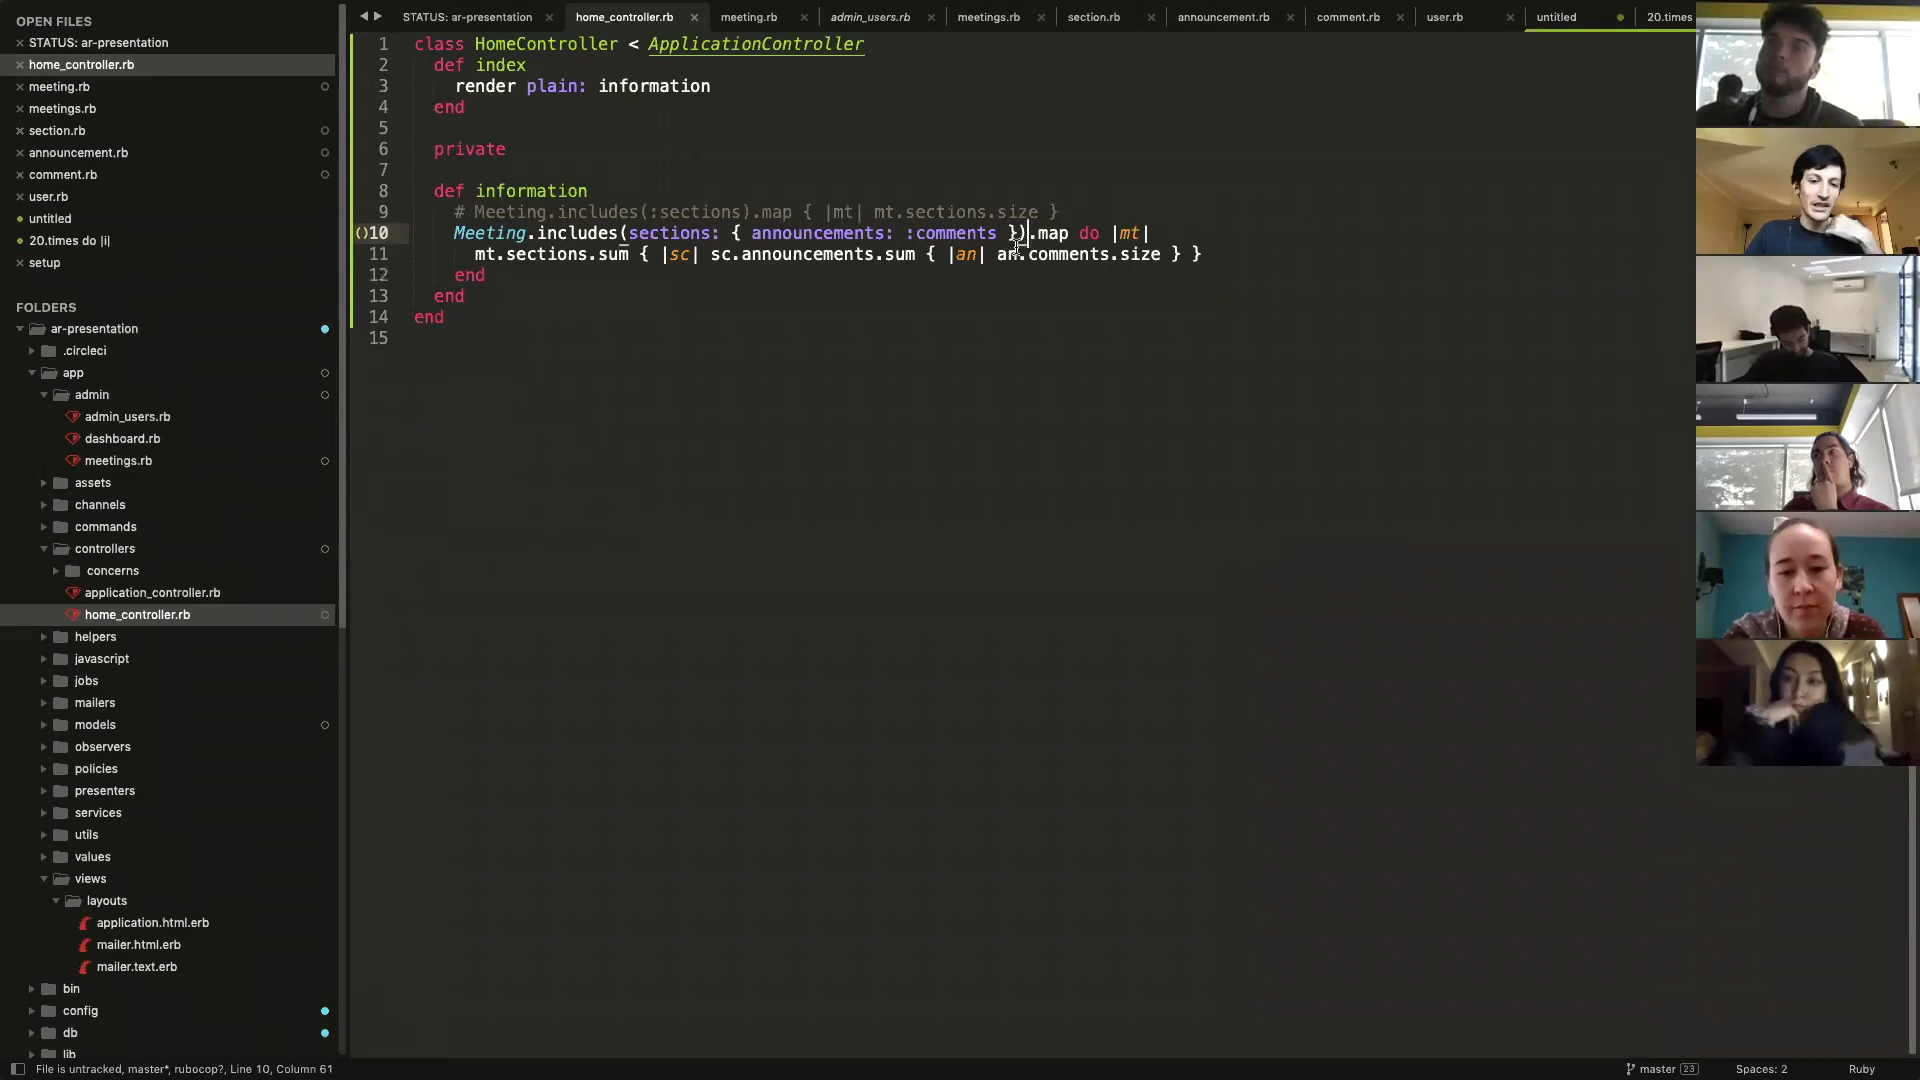 OPEN FILES
STATUS: ar-presentation
home_controller.rb
meeting.rb
meetings.rb
section.rb
announcement.rb
comment.rb
user.rb
untitled
20.times do |i|
setup
FOLDERS
ar-presentation
.circleci
app
admin
admin_users.rb
dashboard.rb
meetings.rb
assets
channels
commands
controllers
concerns
application_controller.rb
home_controller.rb
helpers
javascript
jobs
mailers
models
observers
policies
presenters
services
utils
values
views
layouts
application.html.erb
mailer.html.erb
mailer.text.erb
bin
config
db
lib
STATUS: ar-presentation
home_controller.rb
meeting.rb
admin_users.rb
meetings.rb
section.rb
announcement.rb
comment.rb
user.rb
untitled
20.times
1 class HomeController < ApplicationController
2 def index
3 render plain: information
4 end
5
6 private
7
8 def information
9 # Meeting.includes(:sections).map { |mt| mt.sections.size }
10 Meeting.includes(sections: { announcements: :comments }).map do |mt|
11 mt.sections.sum { |sc| sc.announcements.sum { |an| an.comments.size } }
12 end
13 end
14 end
15
File is untracked, master*, rubocop?, Line 10, Column 61
master 23
Spaces: 2
Ruby